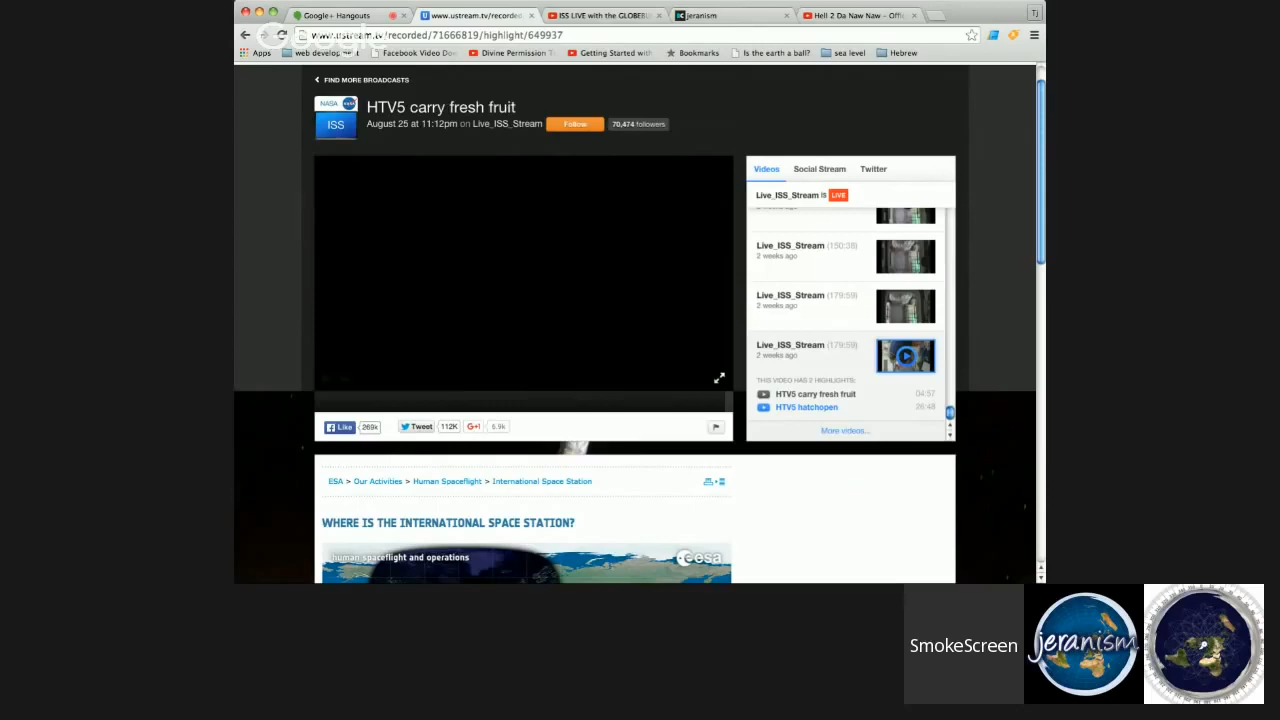 Google+ Hangouts
www.ustream.tv/recorded
ISS LIVE with the GLOBEBU
jeranism
Hell 2 Da Naw Naw - Offic
Tj
www.ustream.tv/recorded/71666819/highlight/649937
Apps
web develop
Facebook Video Do
Divine Permission T
Getting Started with
Bookmarks
Is the earth a ball?
sea level
Hebrew
FIND MORE BROADCASTS
NASA
ISS
HTV5 carry fresh fruit
August 25 at 11:12pm on Live_ISS_Stream
Follow
70,474 followers
Videos
Social Stream
Twitter
Live_ISS_Stream IS LIVE
Live_ISS_Stream (150:38)
2 weeks ago
Live_ISS_Stream (179:59)
2 weeks ago
Live_ISS_Stream (179:59)
2 weeks ago
THIS VIDEO HAS 2 HIGHLIGHTS:
HTV5 carry fresh fruit 04:57
HTV5 hatchopen 26:48
More videos...
Like 269k
Tweet 112K
G+1 6.9k
ESA > Our Activities > Human Spaceflight > International Space Station
WHERE IS THE INTERNATIONAL SPACE STATION?
human spaceflight and operations
esa
SmokeScreen
jeranism